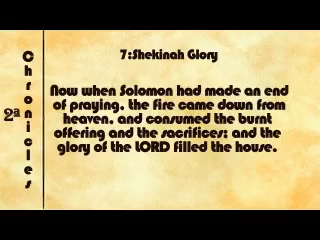 Chronicles
2ª
7:Shekinah Glory
Now when Solomon had made an end
of praying, the fire came down from
heaven, and consumed the burnt
offering and the sacrifices; and the
glory of the LORD filled the house.